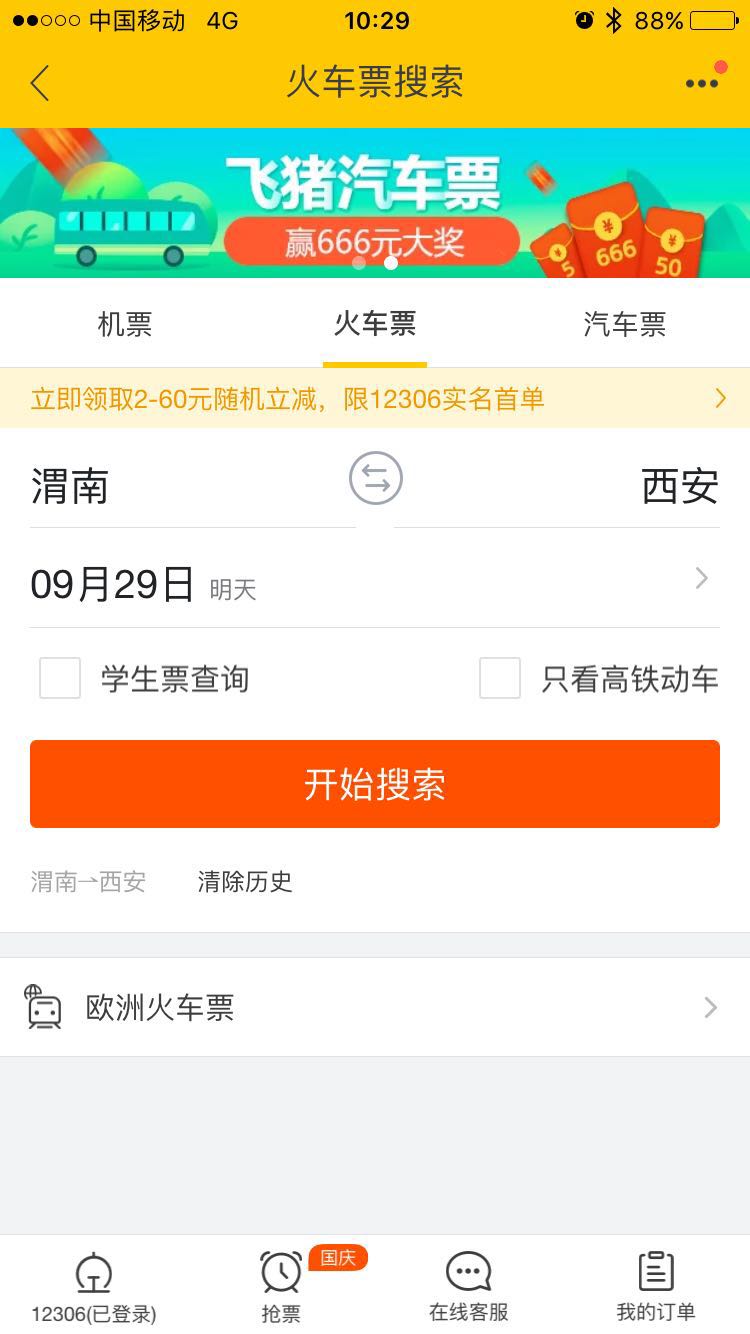 中国移动 4G 10:29 88%
火车票搜索
飞猪汽车票
赢666元大奖
5 666 50
机票 火车票 汽车票
立即领取2-60元随机立减，限12306实名首单
渭南 西安
09月29日 明天
学生票查询 只看高铁动车
开始搜索
渭南→西安 清除历史
欧洲火车票
国庆
12306(已登录) 抢票 在线客服 我的订单